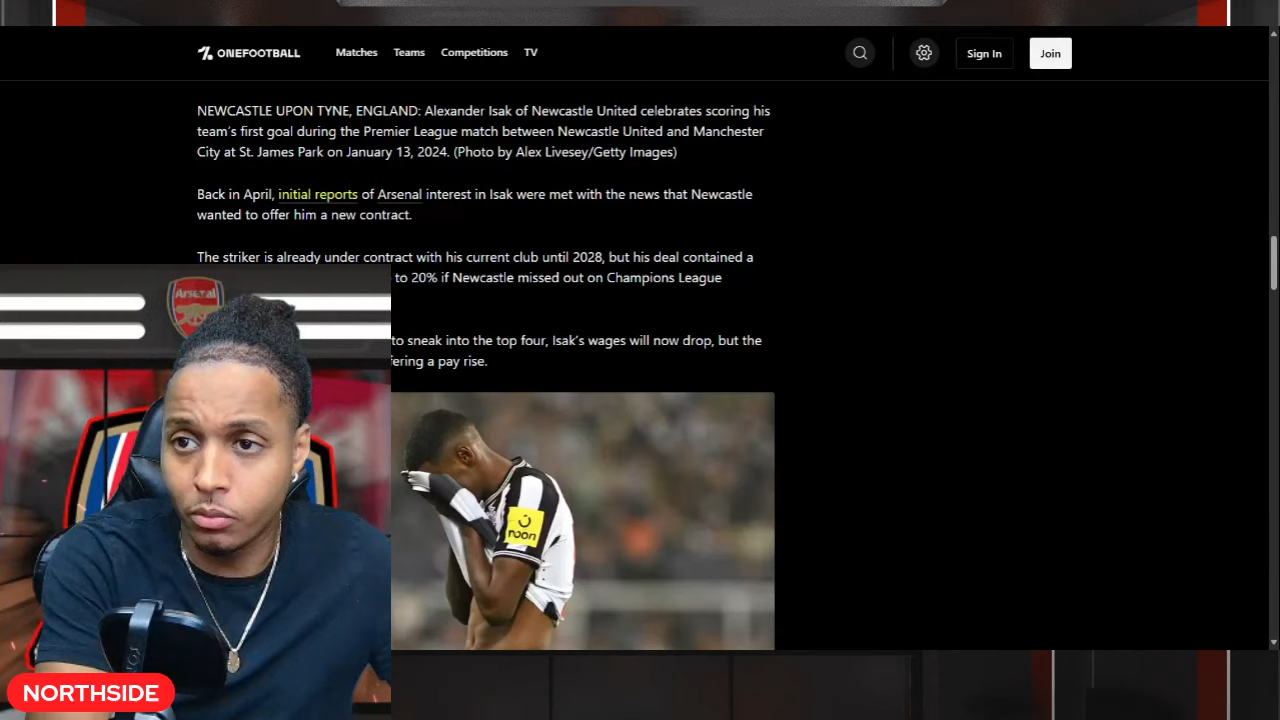 ONEFOOTBALL
Matches
Teams
Competitions
TV
Sign In
Join
NEWCASTLE UPON TYNE, ENGLAND: Alexander Isak of Newcastle United celebrates scoring his
team's first goal during the Premier League match between Newcastle United and Manchester
City at St. James Park on January 13, 2024. (Photo by Alex Livesey/Getty Images)
Back in April, initial reports of Arsenal interest in Isak were met with the news that Newcastle
wanted to offer him a new contract.
The striker is already under contract with his current club until 2028, but his deal contained a
to 20% if Newcastle missed out on Champions League
to sneak into the top four, Isak's wages will now drop, but the
fering a pay rise.
Arsenal
noon
NORTHSIDE